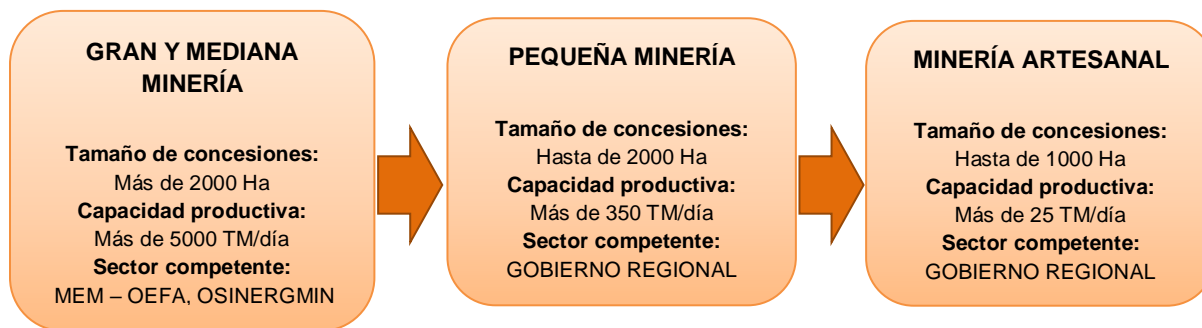 GRAN Y MEDIANA
MINERÍA
Tamaño de concesiones:
Más de 2000 Ha
Capacidad productiva:
Más de 5000 TM/día
Sector competente:
MEM – OEFA, OSINERGMIN
PEQUEÑA MINERÍA
Tamaño de concesiones:
Hasta de 2000 Ha
Capacidad productiva:
Más de 350 TM/día
Sector competente:
GOBIERNO REGIONAL
MINERÍA ARTESANAL
Tamaño de concesiones:
Hasta de 1000 Ha
Capacidad productiva:
Más de 25 TM/día
Sector competente:
GOBIERNO REGIONAL